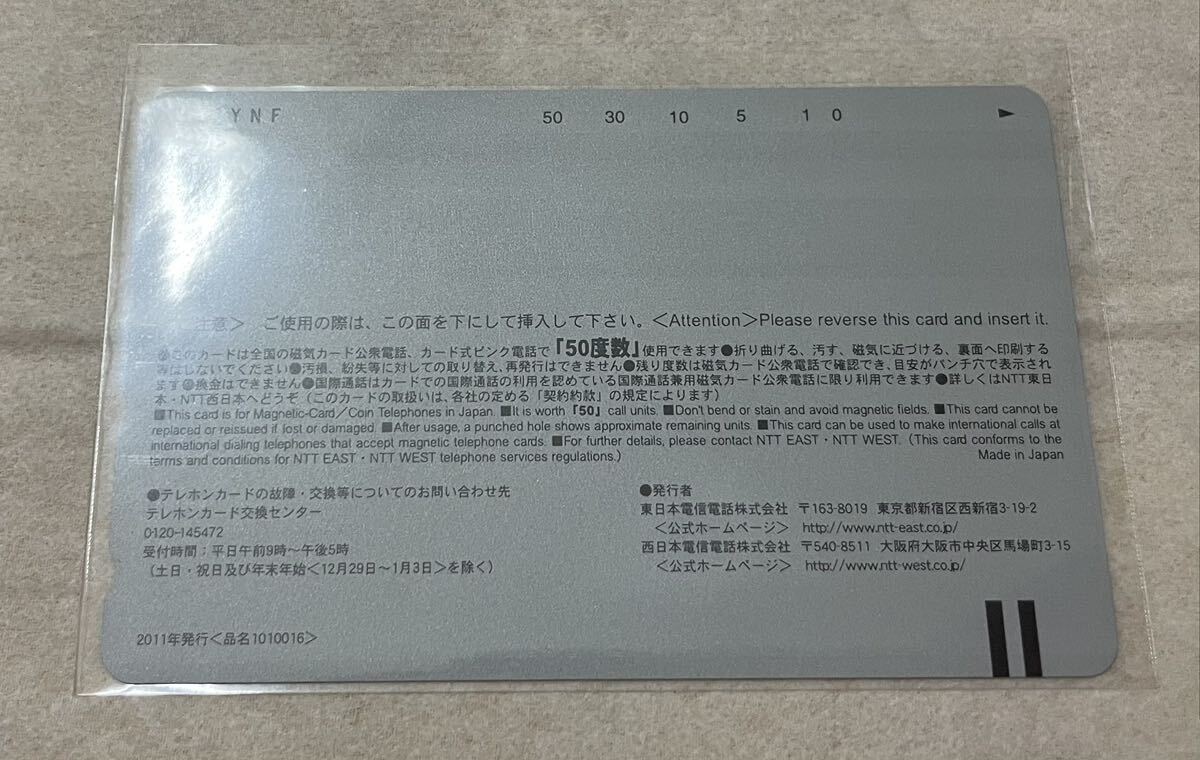 YNF 50 30 10 5 1 0 ►
注意＞ ご使用の際は、この面を下にして挿入して下さい。＜Attention＞Please reverse this card and insert it.
●このカードは全国の磁気カード公衆電話、カード式ピンク電話で「50度数」使用できます●折り曲げる、汚す、磁気に近づける、裏面へ印刷する
等はしないでください●汚損、紛失等に対しての取り替え、再発行はできません●残り度数は磁気カード公衆電話で確認でき、目安がパンチ穴で表示され
ます●換金はできません●国際通話はカードでの国際通話の利用を認めている国際通話兼用磁気カード公衆電話に限り利用できます●詳しくはNTT東日
本・NTT西日本へどうぞ（このカードの取扱いは、各社の定める「契約約款」の規定によります）
■This card is for Magnetic-Card／Coin Telephones in Japan. ■It is worth「50」call units. ■Don't bend or stain and avoid magnetic fields. ■This card cannot be
replaced or reissued if lost or damaged. ■After usage, a punched hole shows approximate remaining units. ■This card can be used to make international calls at
international dialing telephones that accept magnetic telephone cards. ■For further details, please contact NTT EAST・NTT WEST. (This card conforms to the
terms and conditions for NTT EAST・NTT WEST telephone services regulations.) Made in Japan
●テレホンカードの故障・交換等についてのお問い合わせ先
テレホンカード交換センター
0120-145472
受付時間：平日午前9時～午後5時
（土日・祝日及び年末年始＜12月29日～1月3日＞を除く）
●発行者
東日本電信電話株式会社 〒163-8019 東京都新宿区西新宿3-19-2
＜公式ホームページ＞ http://www.ntt-east.co.jp/
西日本電信電話株式会社 〒540-8511 大阪府大阪市中央区馬場町3-15
＜公式ホームページ＞ http://www.ntt-west.co.jp/
2011年発行＜品名1010016＞